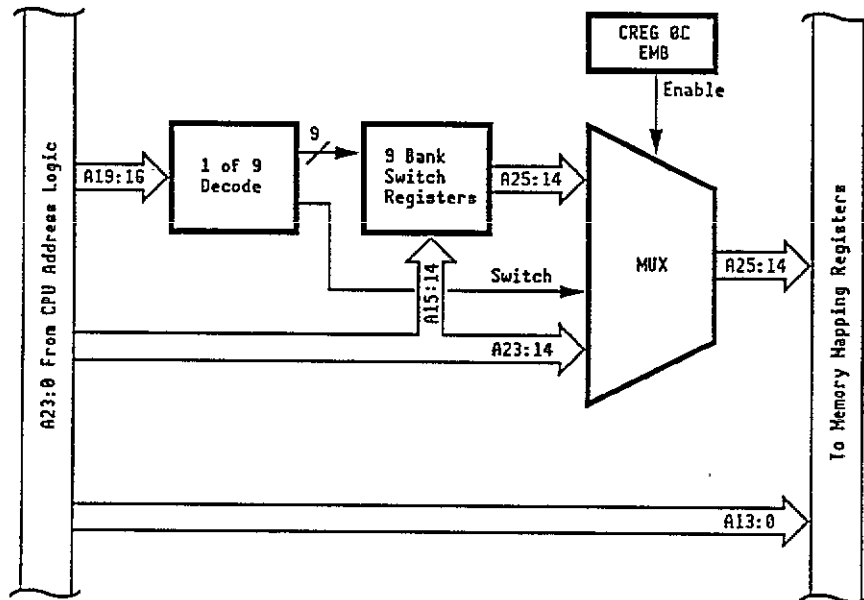 CREG 0C
EMB
Enable
9
1 of 9
Decode
9 Bank
Switch
Registers
A19:16
A25:14
A15:14
Switch
MUX
A25:14
A23:14
A13:0
A23:0 From CPU Address Logic
To Memory Mapping Registers